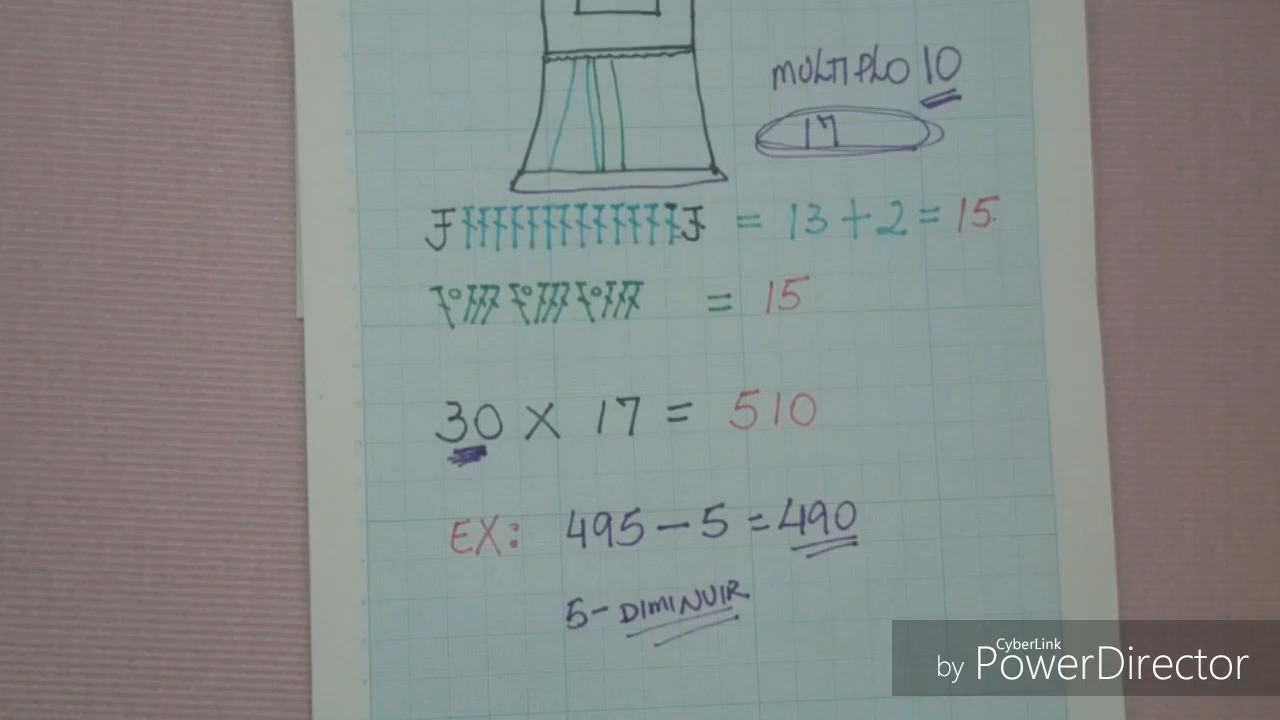 MULTIPLO 10
17
= 13 + 2 = 15
= 15
30 X 17 = 510
EX: 495 - 5 = 490
5 - DIMINUIR
CyberLink
by PowerDirector